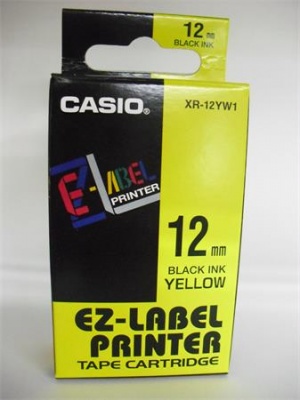 12 mm
BLACK INK
CASIO®
XR-12YW1
EZ-LABEL
PRINTER
12 mm
BLACK INK
YELLOW
EZ-LABEL
PRINTER
TAPE CARTRIDGE